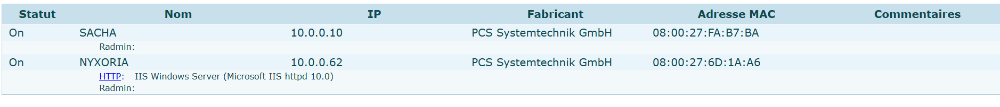 Statut Nom IP Fabricant Adresse MAC Commentaires
On SACHA 10.0.0.10 PCS Systemtechnik GmbH 08:00:27:FA:B7:BA
Radmin:
On NYXORIA 10.0.0.62 PCS Systemtechnik GmbH 08:00:27:6D:1A:A6
HTTP: IIS Windows Server (Microsoft IIS httpd 10.0)
Radmin: